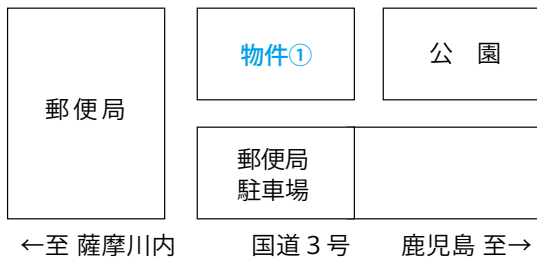 物件①
公　園
郵便局
郵便局
駐車場
←至 薩摩川内　国道３号　鹿児島 至→